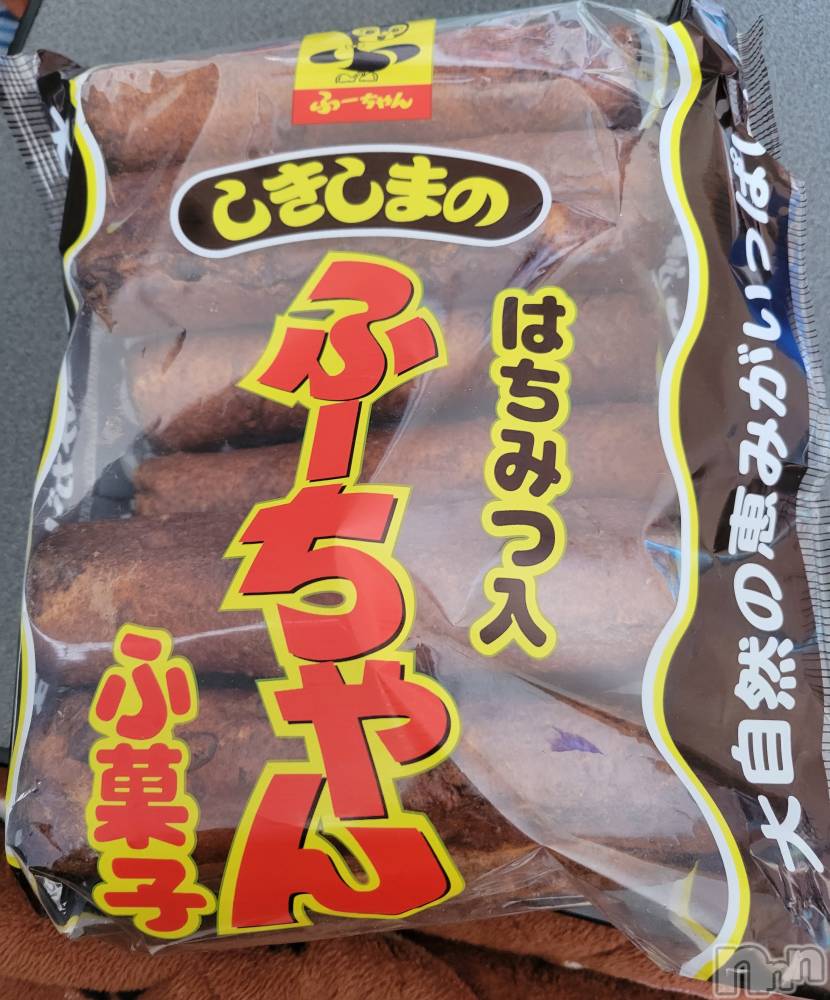 ふーちゃん
しきしまの
ふーちゃん
はちみつ入
ふ菓子
大自然の恵みがいっぱい
nnn